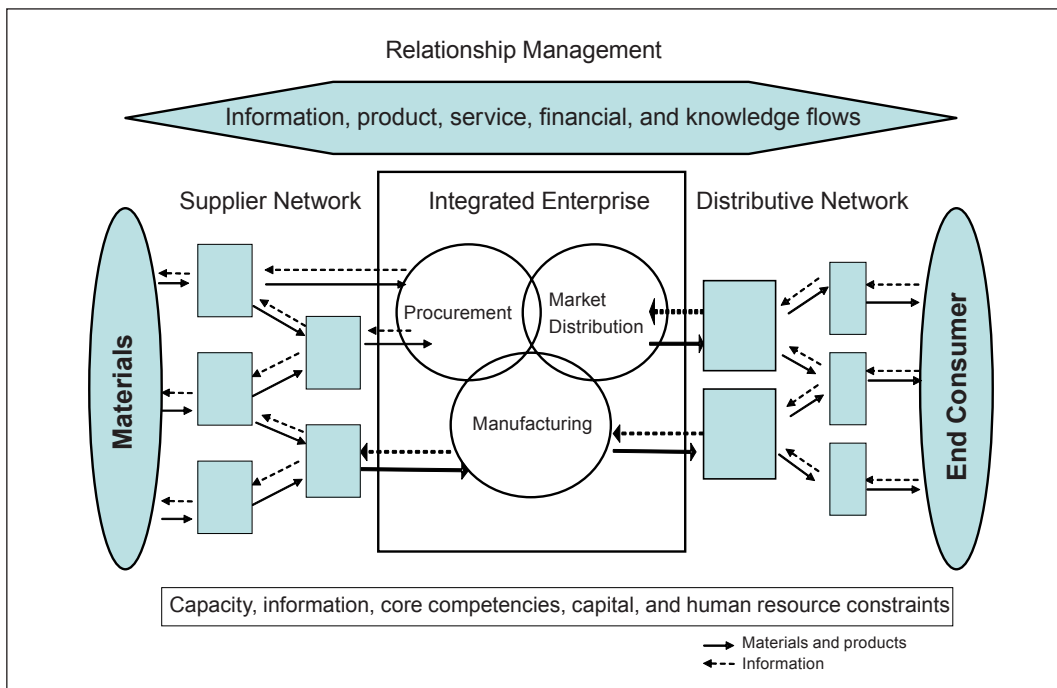 Relationship Management
Information, product, service, financial, and knowledge flows
Supplier Network
Integrated Enterprise
Distributive Network
Materials
Procurement
Market
Distribution
Manufacturing
End Consumer
Capacity, information, core competencies, capital, and human resource constraints
Materials and products
Information